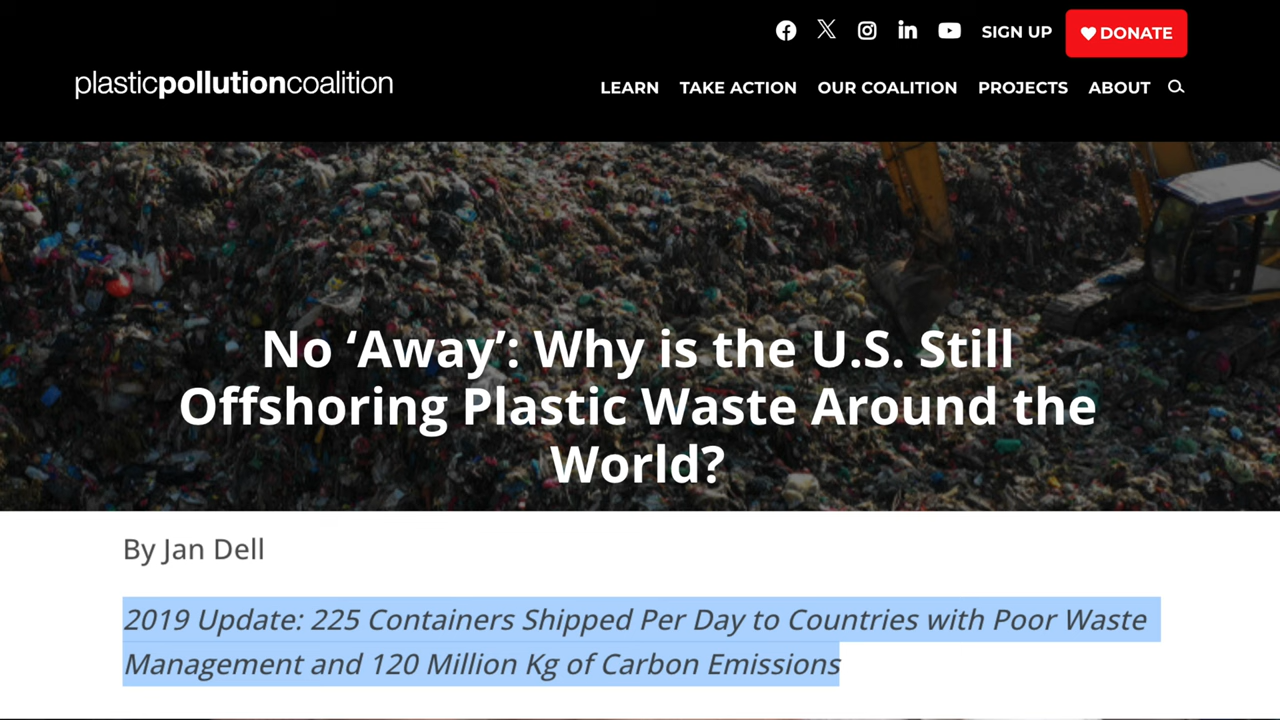 SIGN UP
DONATE
plasticpollutioncoalition
LEARN TAKE ACTION OUR COALITION PROJECTS ABOUT
No ‘Away’: Why is the U.S. Still
Offshoring Plastic Waste Around the
World?
By Jan Dell
2019 Update: 225 Containers Shipped Per Day to Countries with Poor Waste
Management and 120 Million Kg of Carbon Emissions